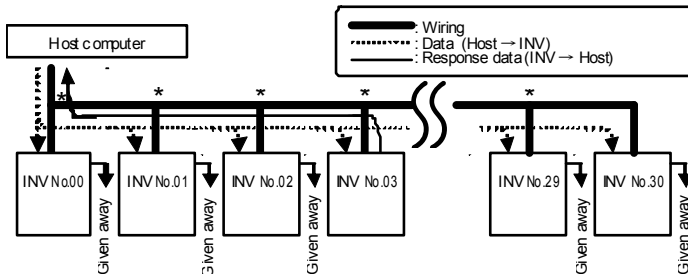 : Wiring
: Data (Host → INV)
: Response data (INV → Host)
Host computer
* * * * *
INV No.00
INV No.01
INV No.02
INV No.03
INV No.29
INV No.30
Given away
Given away
Given away
Given away
Given away
Given away